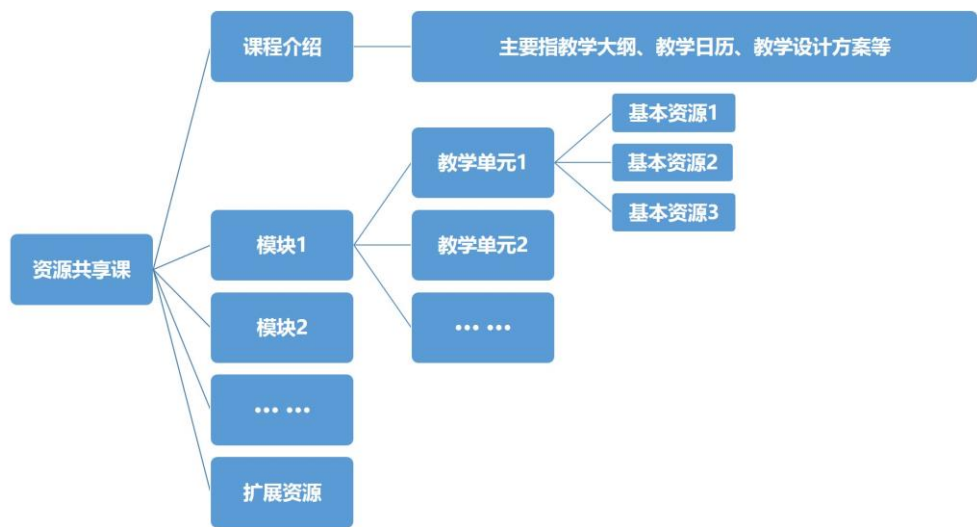 课程介绍
主要指教学大纲、教学日历、教学设计方案等
基本资源1
教学单元1
基本资源2
基本资源3
模块1
教学单元2
资源共享课
模块2
... ...
... ...
扩展资源